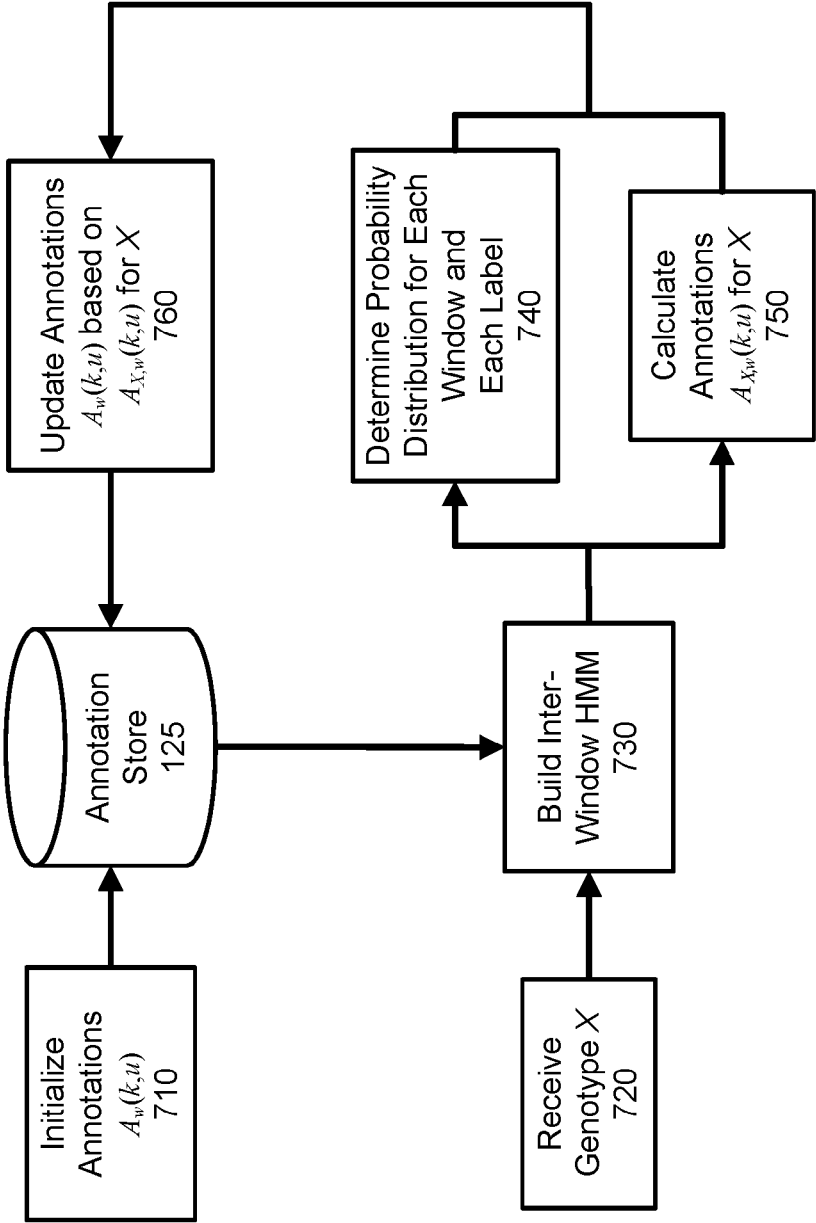 Initialize
Annotations
A_w(k,u)
710
Annotation
Store
125
Update Annotations
A_w(k,u) based on
A_{X,w}(k,u) for X
760
Receive
Genotype X
720
Build Inter-
Window HMM
730
Determine Probability
Distribution for Each
Window and
Each Label
740
Calculate
Annotations
A_{X,w}(k,u) for X
750